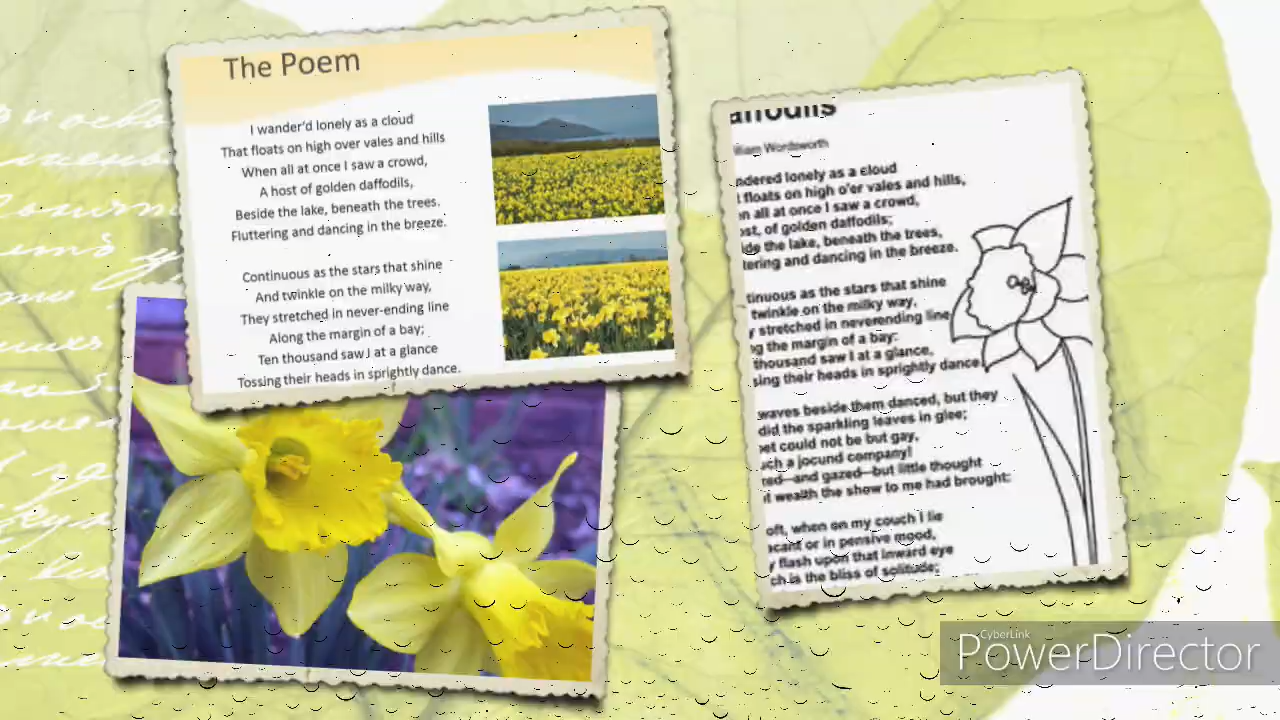 The Poem
I wander'd lonely as a cloud
That floats on high over vales and hills
When all at once I saw a crowd,
A host of golden daffodils,
Beside the lake, beneath the trees.
Fluttering and dancing in the breeze.
Continuous as the stars that shine
And twinkle on the milky way,
They stretched in never-ending line
Along the margin of a bay;
Ten thousand saw I at a glance
Tossing their heads in sprightly dance.
affodils
lliam Wordsworth
ndered lonely as a cloud
t floats on high o'er vales and hills,
n all at once I saw a crowd,
ost, of golden daffodils;
ide the lake, beneath the trees,
tering and dancing in the breeze.
tinuous as the stars that shine
twinkle on the milky way,
y stretched in neverending line
ng the margin of a bay:
thousand saw I at a glance,
sing their heads in sprightly dance.
waves beside them danced, but they
did the sparkling leaves in glee;
oet could not be but gay,
uch a jocund company!
zed—and gazed—but little thought
t wealth the show to me had brought:
oft, when on my couch I lie
acant or in pensive mood,
y flash upon that inward eye
ch is the bliss of solitude;
CyberLink
PowerDirector